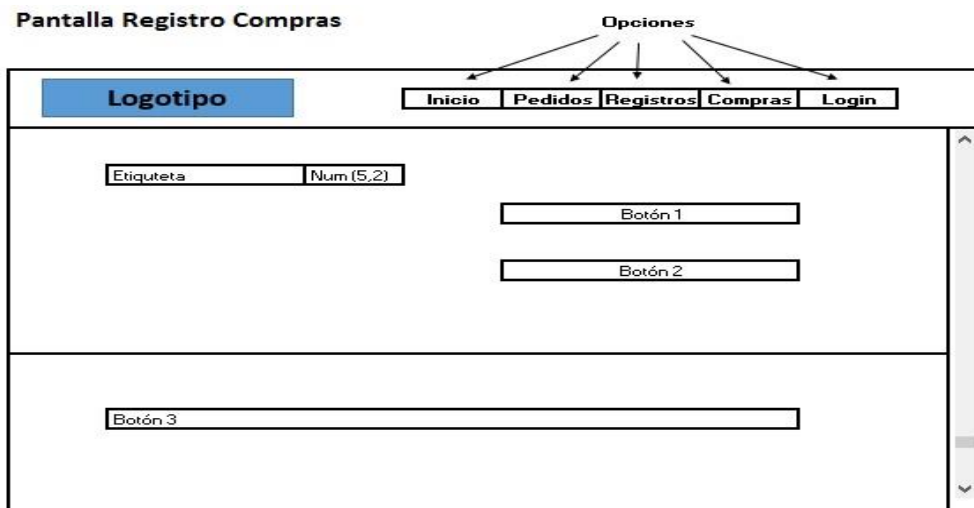 Pantalla Registro Compras
Opciones
Logotipo
Inicio Pedidos Registros Compras Login
Etiquteta Num (5,2)
Botón 1
Botón 2
Botón 3